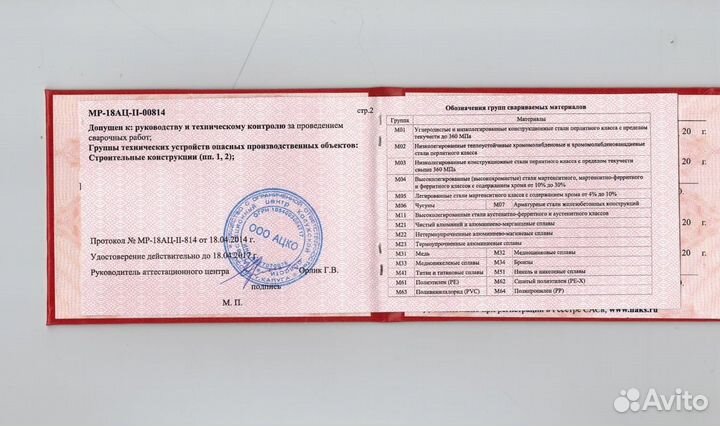 МР-18АЦ-II-00814
стр.2
Допущен к: руководству и техническому контролю за проведением
сварочных работ;
Группы технических устройств опасных производственных объектов:
Строительные конструкции (пп. 1, 2);
Протокол № МР-18АЦ-II-814 от 18.04.2014 г.
Удостоверение действительно до 18.04.2017 г.
Руководитель аттестационного центра Орлик Г.В.
подпись
М. П.
ООО АЦКО
Обозначения групп свариваемых материалов
Группа Материалы
М01 Углеродистые и низколегированные конструкционные стали перлитного класса с пределом
текучести до 360 МПа
М02 Низколегированные теплоустойчивые хромомолибденовые и хромомолибденованадиевые
стали перлитного класса
М03 Низколегированные конструкционные стали перлитного класса с пределом текучести
свыше 360 МПа
М04 Высоколегированные (высокохромистые) стали мартенситного, мартенситно-ферритного
и ферритного классов с содержанием хрома от 10% до 30%
М05 Легированные стали мартенситного класса с содержанием хрома от 4% до 10%
М06 Чугуны М07 Арматурные стали железобетонных конструкций
М11 Высоколегированные стали аустенитно-ферритного и аустенитного классов
М21 Чистый алюминий и алюминиево-марганцевые сплавы
М22 Нетермоупрочняемые алюминиево-магниевые сплавы
М23 Термоупрочняемые алюминиевые сплавы
М31 Медь М32 Медноцинковые сплавы
М33 Медноникелевые сплавы М34 Бронзы
М41 Титан и титановые сплавы М51 Никель и никелевые сплавы
М61 Полиэтилен (PE) М62 Сшитый полиэтилен (PE-X)
М63 Поливинилхлорид (PVC) М64 Полипропилен (PP)
20 г.
20 г.
20 г.
20 г.
www.naks.ru
Avito